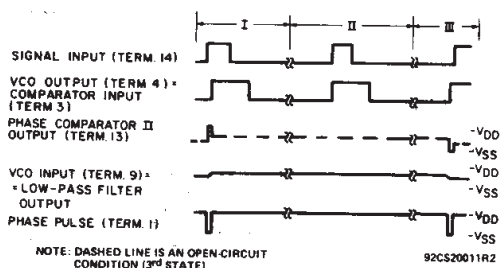 I II III
SIGNAL INPUT (TERM. 14)
VCO OUTPUT (TERM 4) =
COMPARATOR INPUT
(TERM 3)
PHASE COMPARATOR II
OUTPUT (TERM.13)
-VDD
-VSS
VCO INPUT (TERM. 9) =
= LOW-PASS FILTER
OUTPUT
-VDD
-VSS
PHASE PULSE (TERM. 1)
-VDD
-VSS
NOTE: DASHED LINE IS AN OPEN-CIRCUIT
CONDITION (3rd STATE)
92CS20011R2